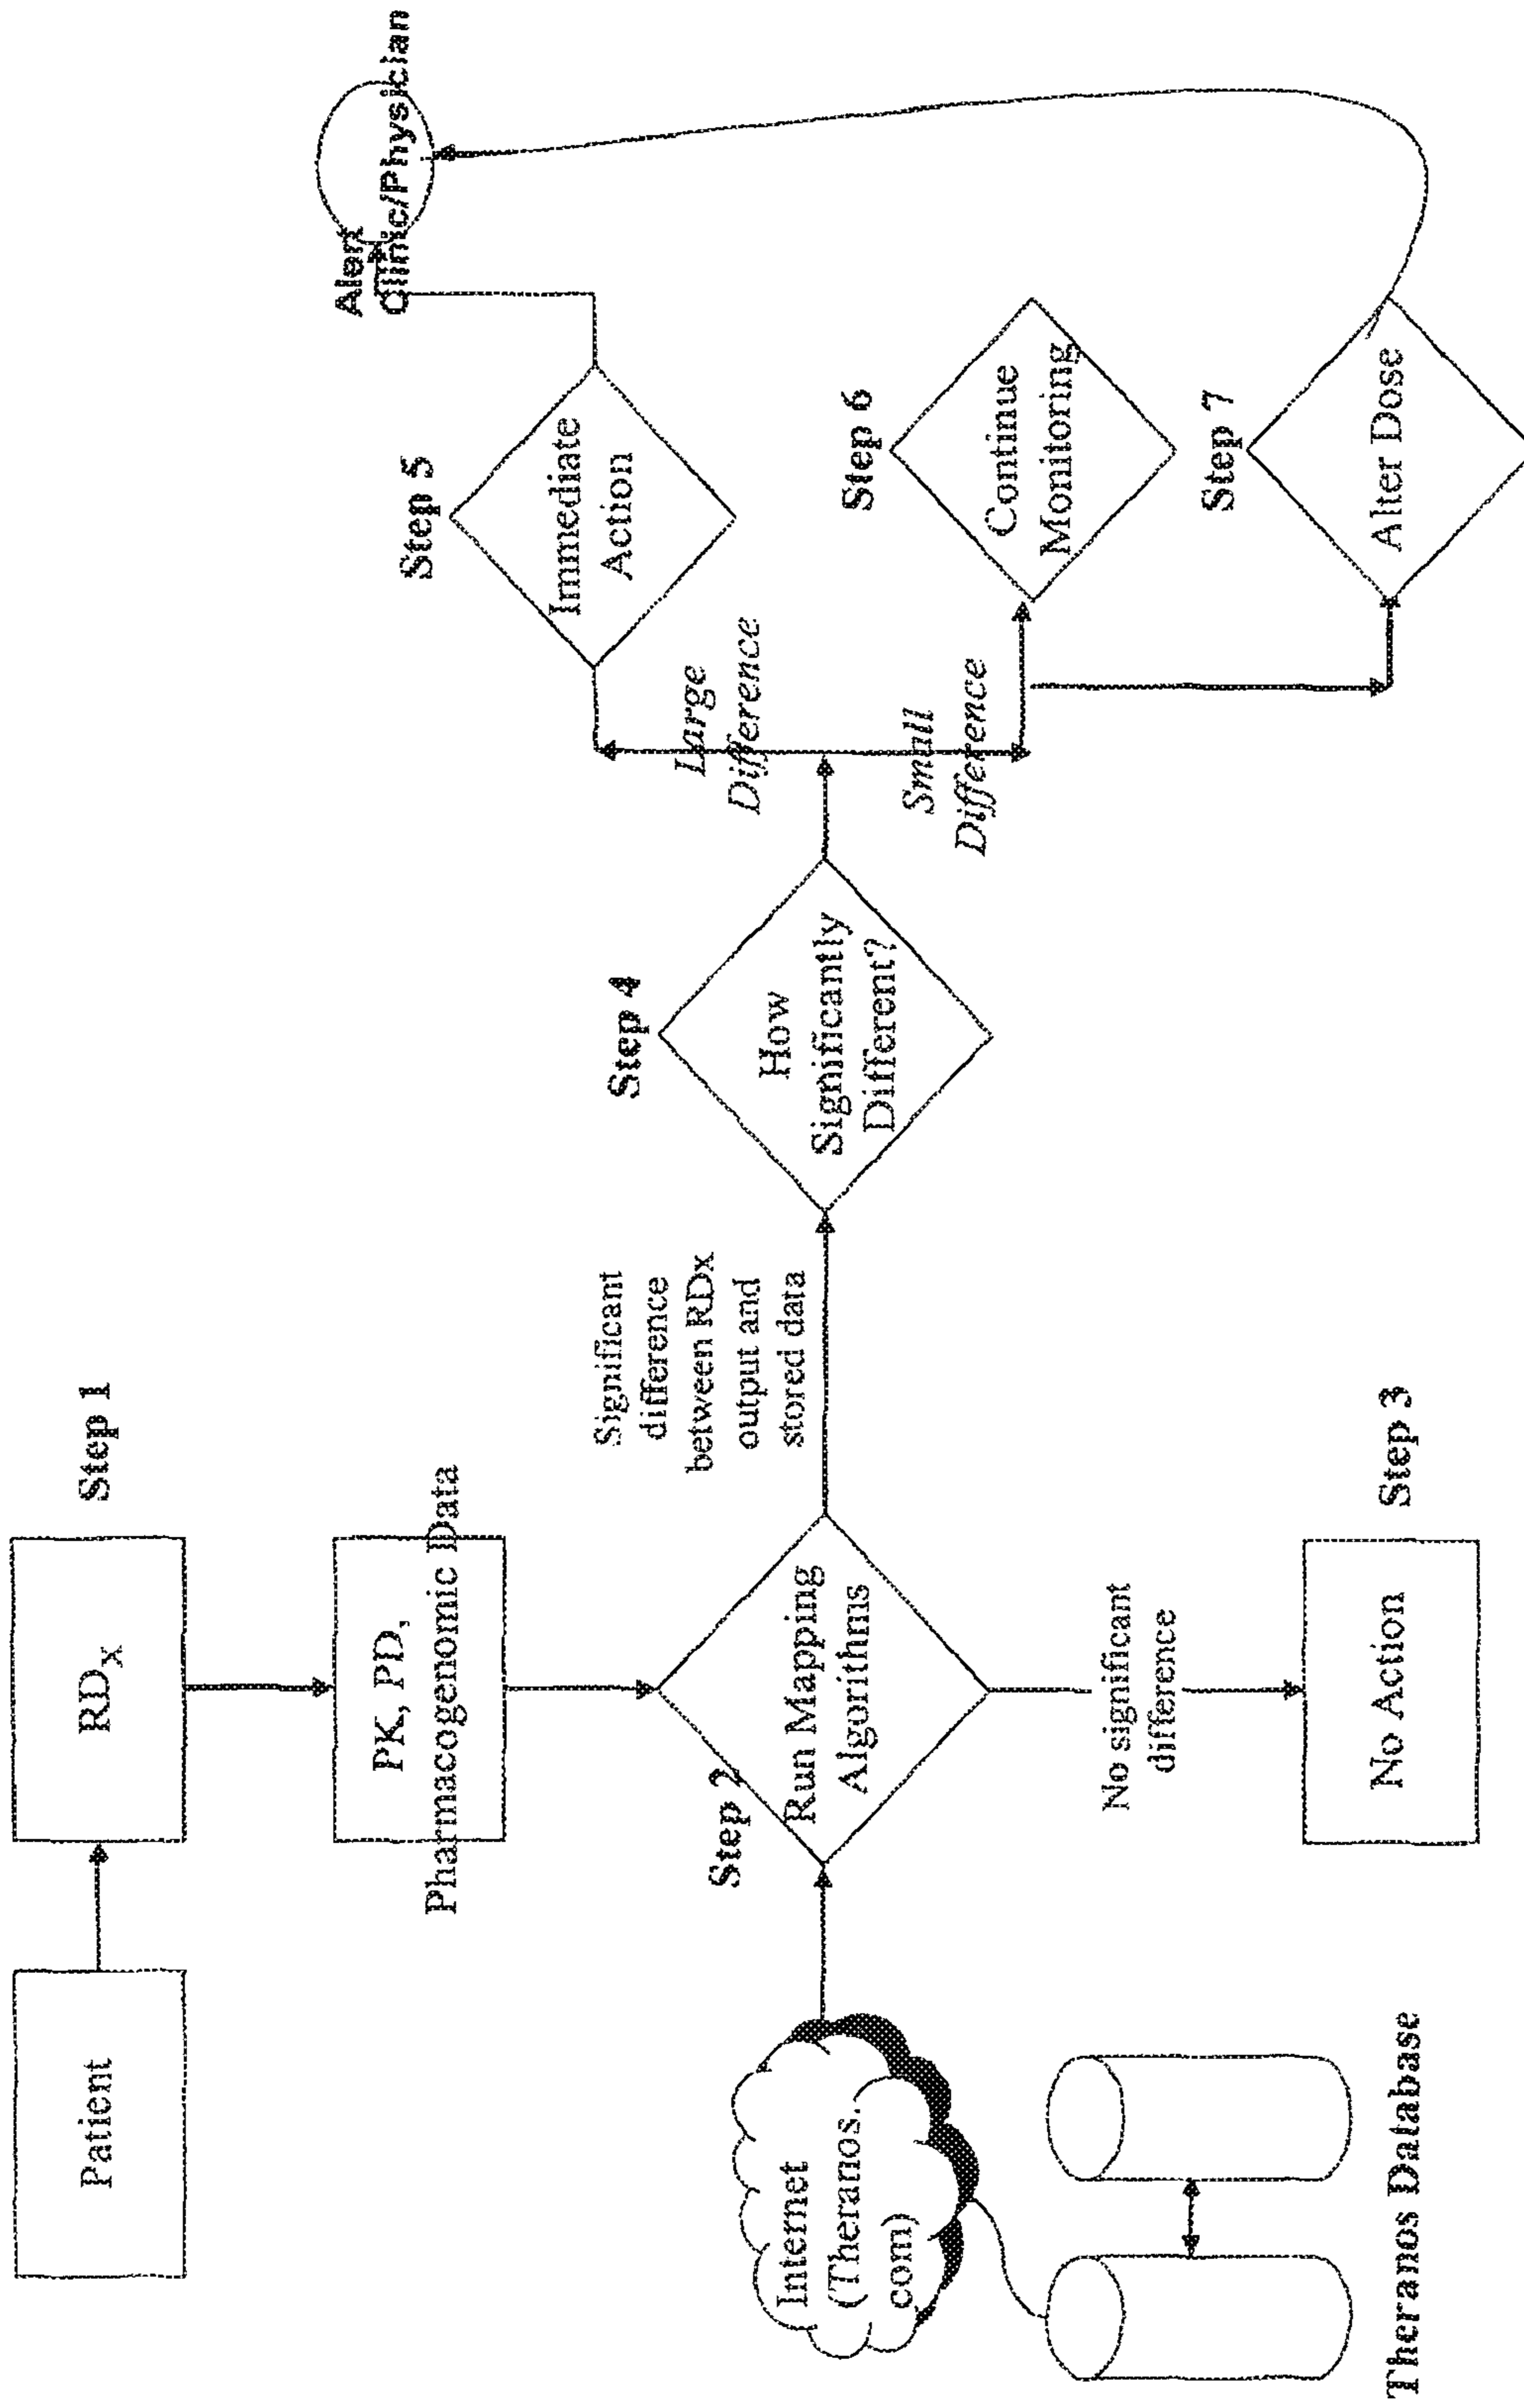 Patient
RDx
Step 1
PK, PD,
Pharmacogenomic Data
Step 2
Run Mapping
Algorithms
Internet
(Theranos.
com)
Theranos Database
No significant
difference
No Action
Step 3
Significant
difference
between RDx
output and
stored data
Step 4
How
Significantly
Different?
Large
Difference
Small
Difference
Step 5
Immediate
Action
Alert
Clinic/Physician
Step 6
Continue
Monitoring
Step 7
Alter Dose